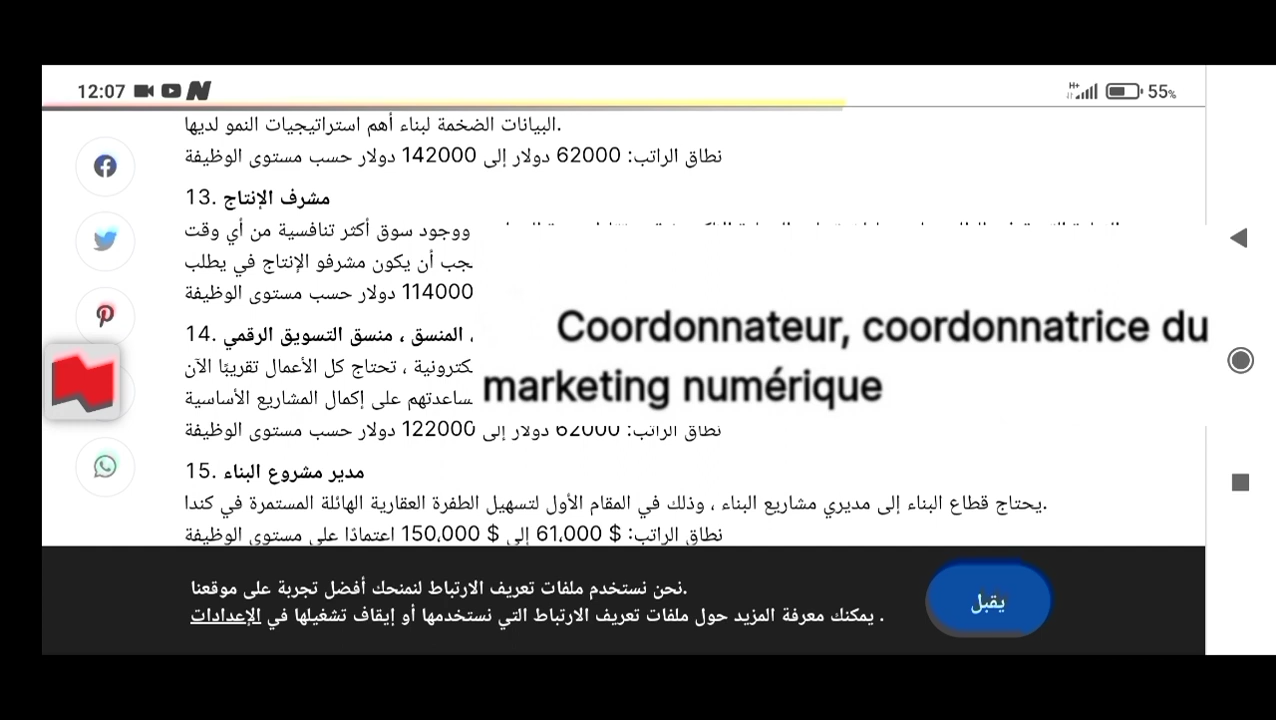 12:07
H+
55%
البيانات الضخمة لبناء أهم استراتيجيات النمو لديها.
نطاق الراتب: 62000 دولار إلى 142000 دولار حسب مستوى الوظيفة
13. مشرف الإنتاج
ووجود سوق أكثر تنافسية من أي وقت
جب أن يكون مشرفو الإنتاج في يطلب
114000 دولار حسب مستوى الوظيفة
14. المنسق ، منسق التسويق الرقمي ،
كترونية ، تحتاج كل الأعمال تقريبًا الآن
ساعدتهم على إكمال المشاريع الأساسية
Coordonnateur, coordonnatrice du
marketing numérique
نطاق الراتب: 62000 دولار إلى 122000 دولار حسب مستوى الوظيفة
15. مدير مشروع البناء
يحتاج قطاع البناء إلى مديري مشاريع البناء ، وذلك في المقام الأول لتسهيل الطفرة العقارية الهائلة المستمرة في كندا.
نطاق الراتب: $ 61,000 إلى $ 150,000 اعتمادًا على مستوى الوظيفة
نحن نستخدم ملفات تعريف الارتباط لنمنحك أفضل تجربة على موقعنا.
يمكنك معرفة المزيد حول ملفات تعريف الارتباط التي نستخدمها أو إيقاف تشغيلها في الإعدادات .
يقبل